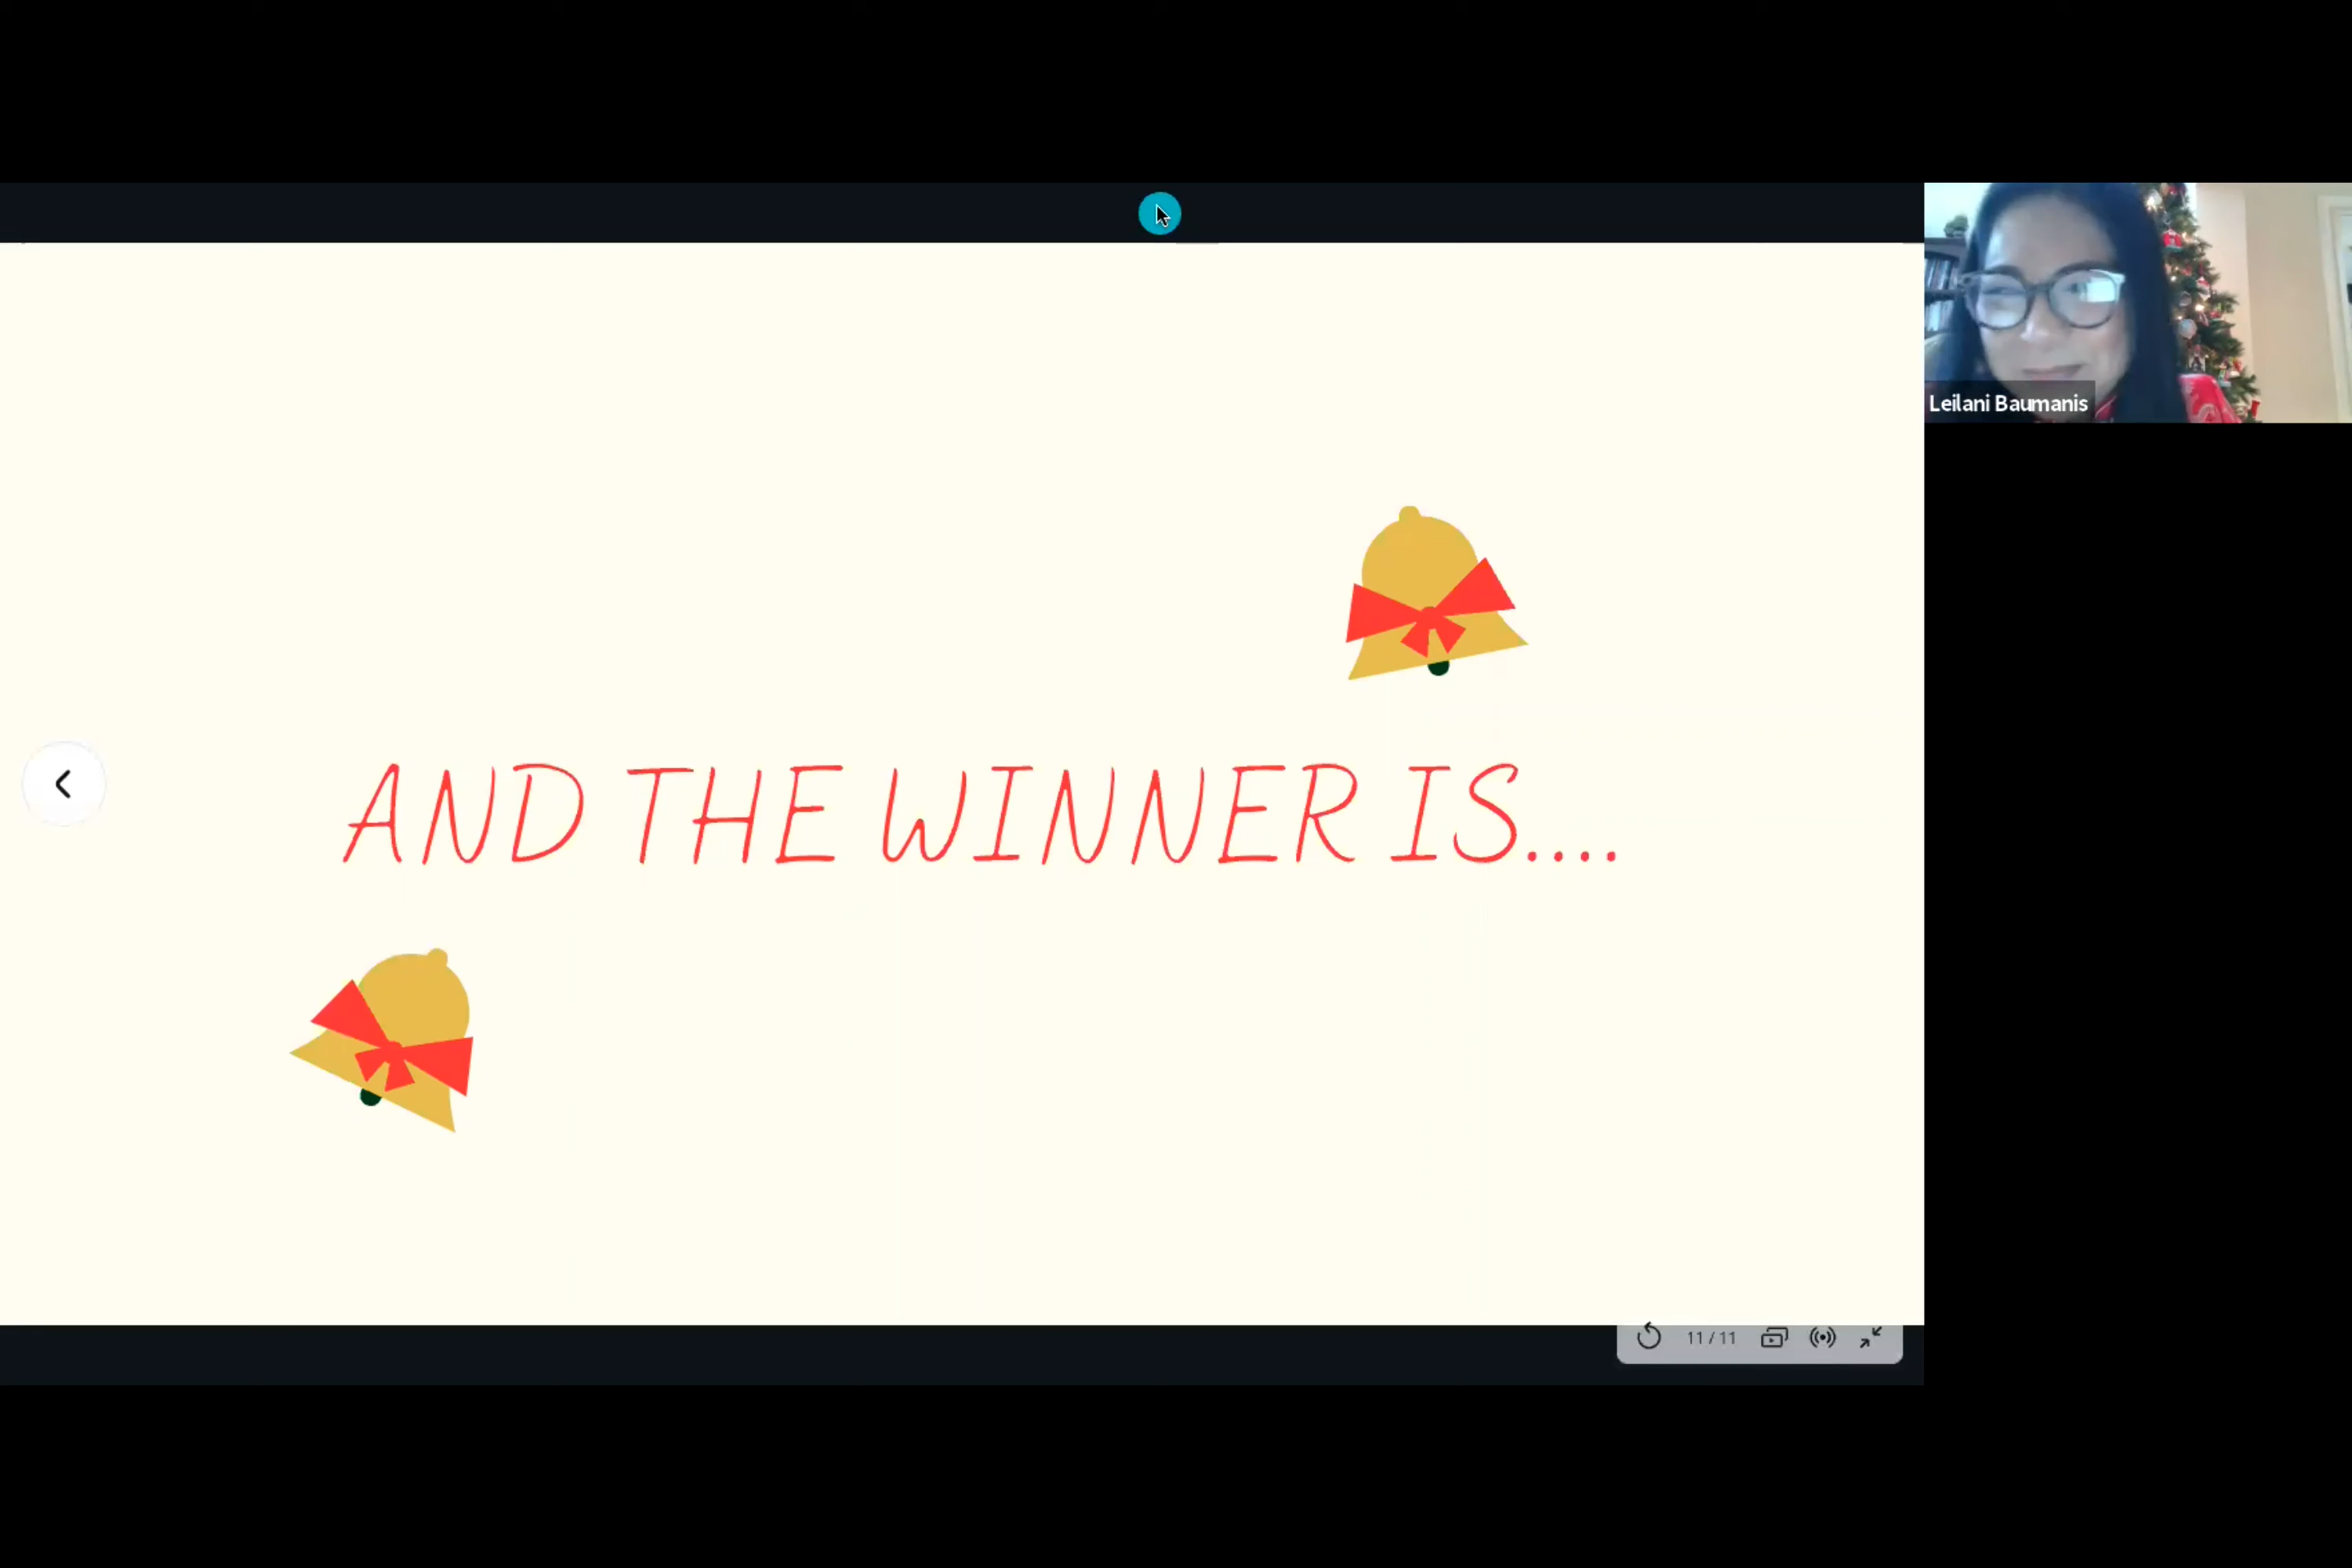 Leilani Baumanis
AND THE WINNER IS....
11 / 11